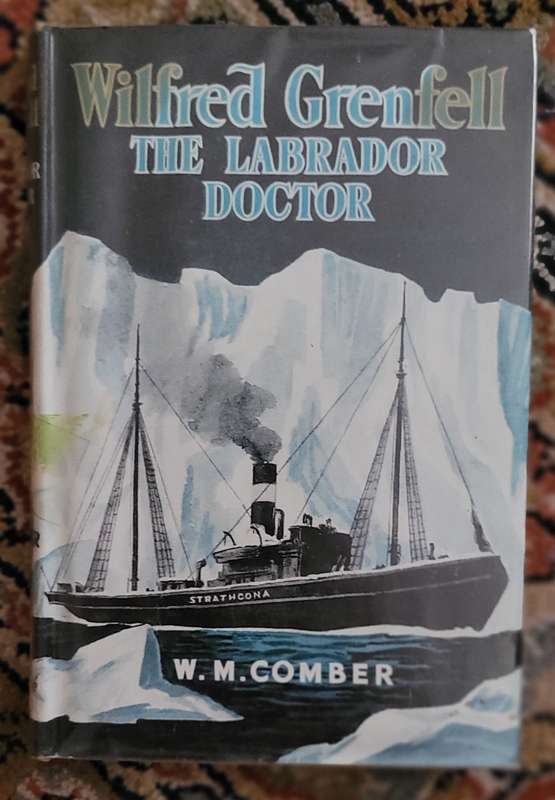 Wilfred Grenfell
THE LABRADOR
DOCTOR
STRATHCONA
W. M. COMBER